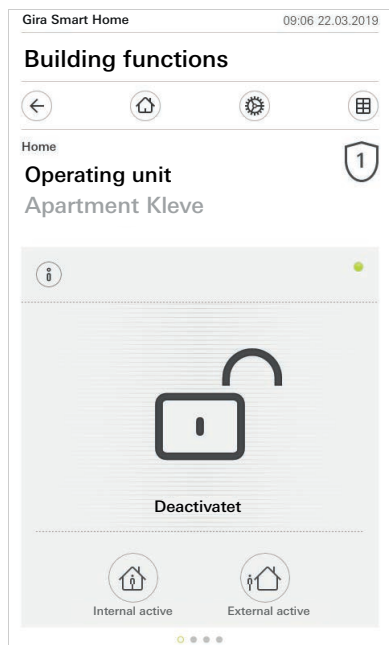 Gira Smart Home 09:06 22.03.2019
Building functions
Home
1
Operating unit
Apartment Kleve
Deactivatet
Internal active External active